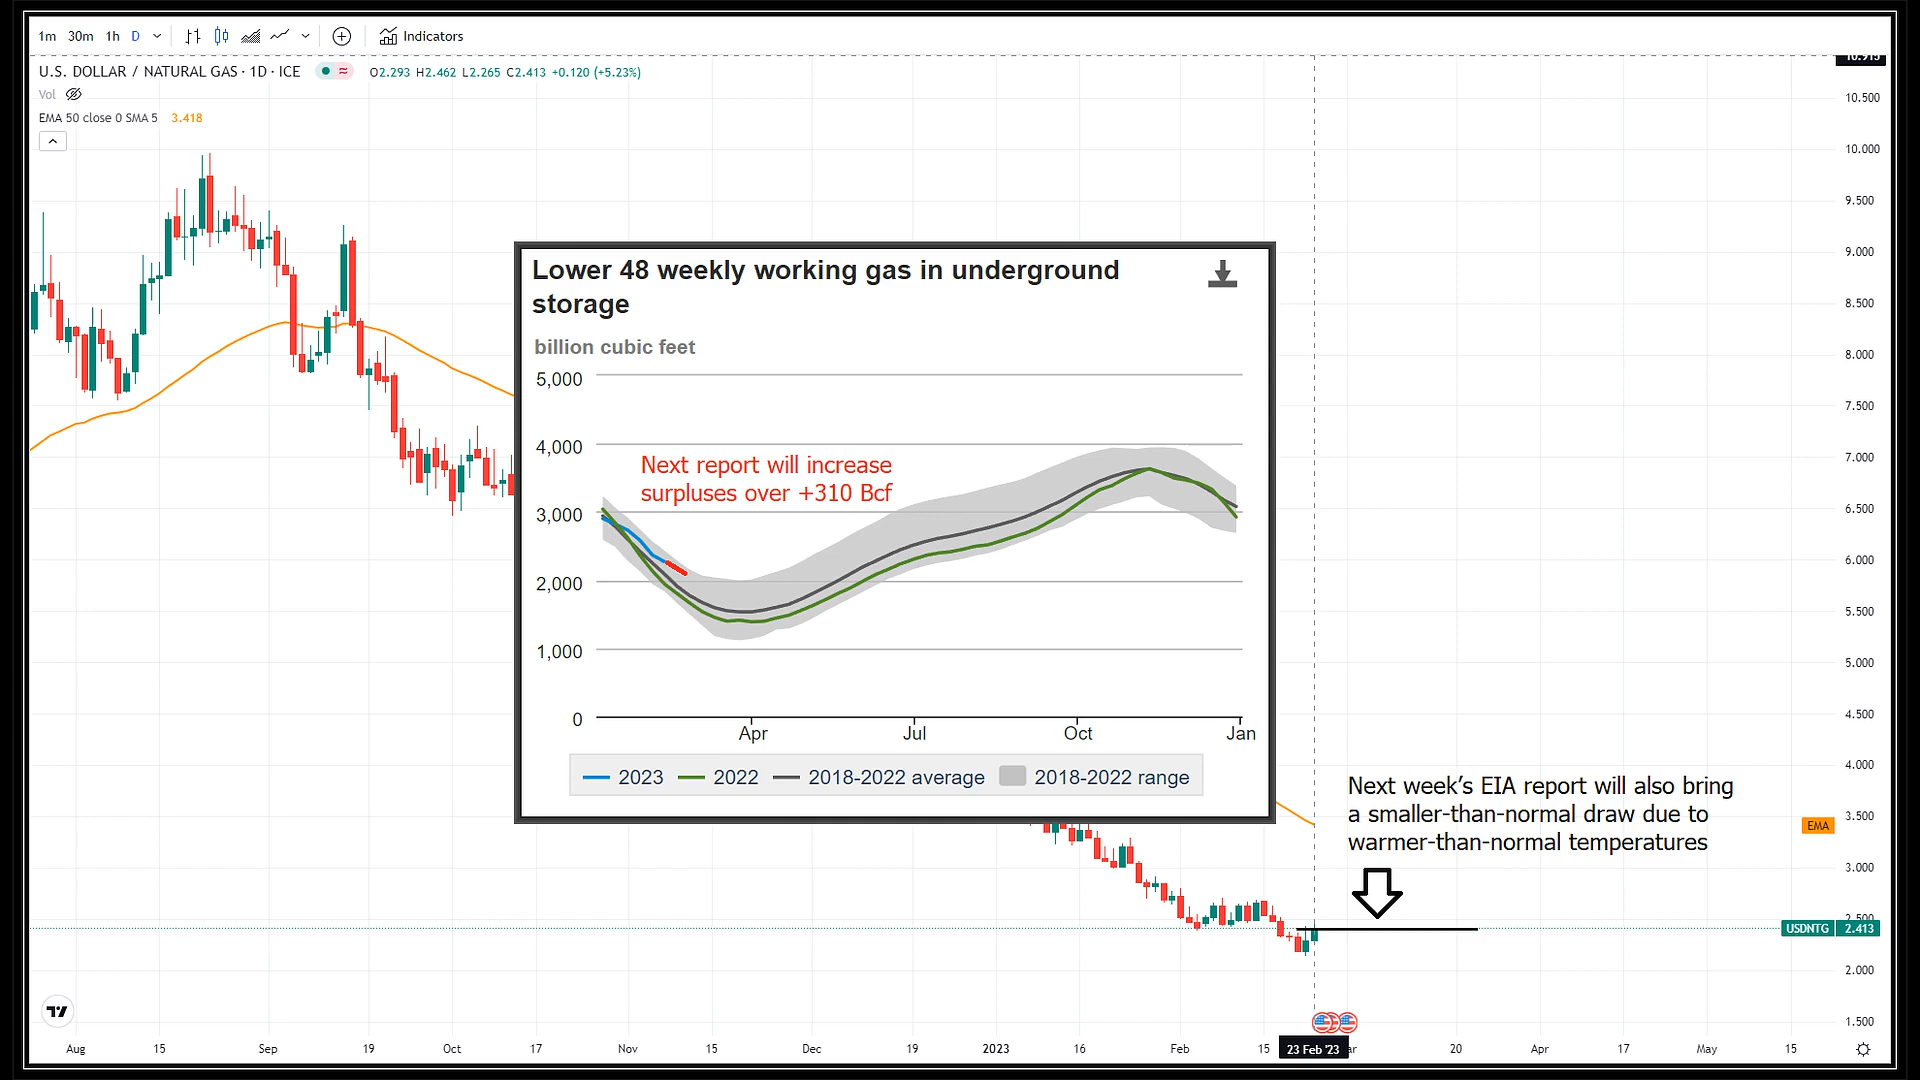 1m 30m 1h D Indicators
10.915
U.S. DOLLAR / NATURAL GAS · 1D · ICE O2.293 H2.462 L2.265 C2.413 +0.120 (+5.23%)
Vol
EMA 50 close 0 SMA 5 3.418
10.500
10.000
9.500
9.000
8.500
8.000
7.500
7.000
6.500
6.000
5.500
5.000
4.500
4.000
3.500
EMA
3.000
2.500
USDNTG 2.413
2.000
1.500
Lower 48 weekly working gas in underground
storage
billion cubic feet
5,000
4,000
3,000
2,000
1,000
0
Next report will increase
surpluses over +310 Bcf
Apr Jul Oct Jan
2023 2022 2018-2022 average 2018-2022 range
Next week’s EIA report will also bring
a smaller-than-normal draw due to
warmer-than-normal temperatures
Aug 15 Sep 19 Oct 17 Nov 15 Dec 19 2023 16 Feb 15 23 Feb '23 ar 20 Apr 17 May 15